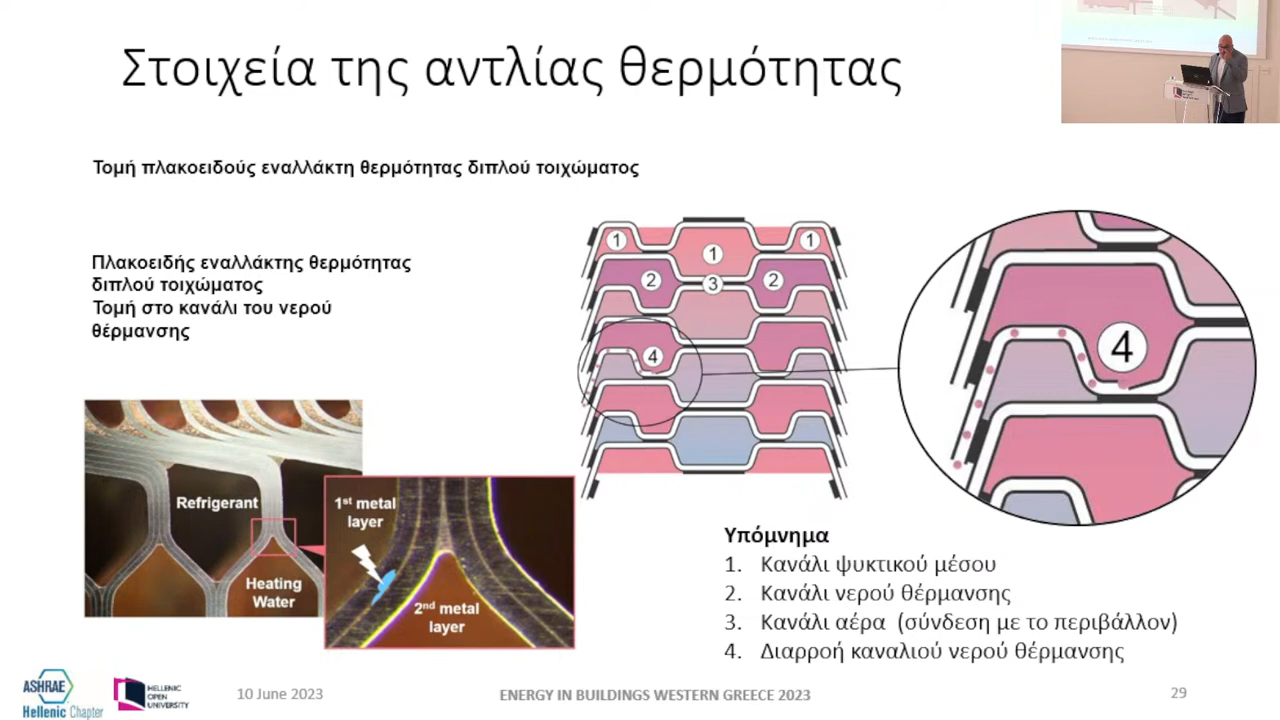 Στοιχεία της αντλίας θερμότητας
Τομή πλακοειδούς εναλλάκτη θερμότητας διπλού τοιχώματος
Πλακοειδής εναλλάκτης θερμότητας
διπλού τοιχώματος
Τομή στο κανάλι του νερού
θέρμανσης
1
1
1
2
3
2
4
4
Refrigerant
Heating
Water
1st metal
layer
2nd metal
layer
Υπόμνημα
1. Κανάλι ψυκτικού μέσου
2. Κανάλι νερού θέρμανσης
3. Κανάλι αέρα (σύνδεση με το περιβάλλον)
4. Διαρροή καναλιού νερού θέρμανσης
ASHRAE
Hellenic Chapter
HELLENIC
OPEN
UNIVERSITY
10 June 2023
ENERGY IN BUILDINGS WESTERN GREECE 2023
29